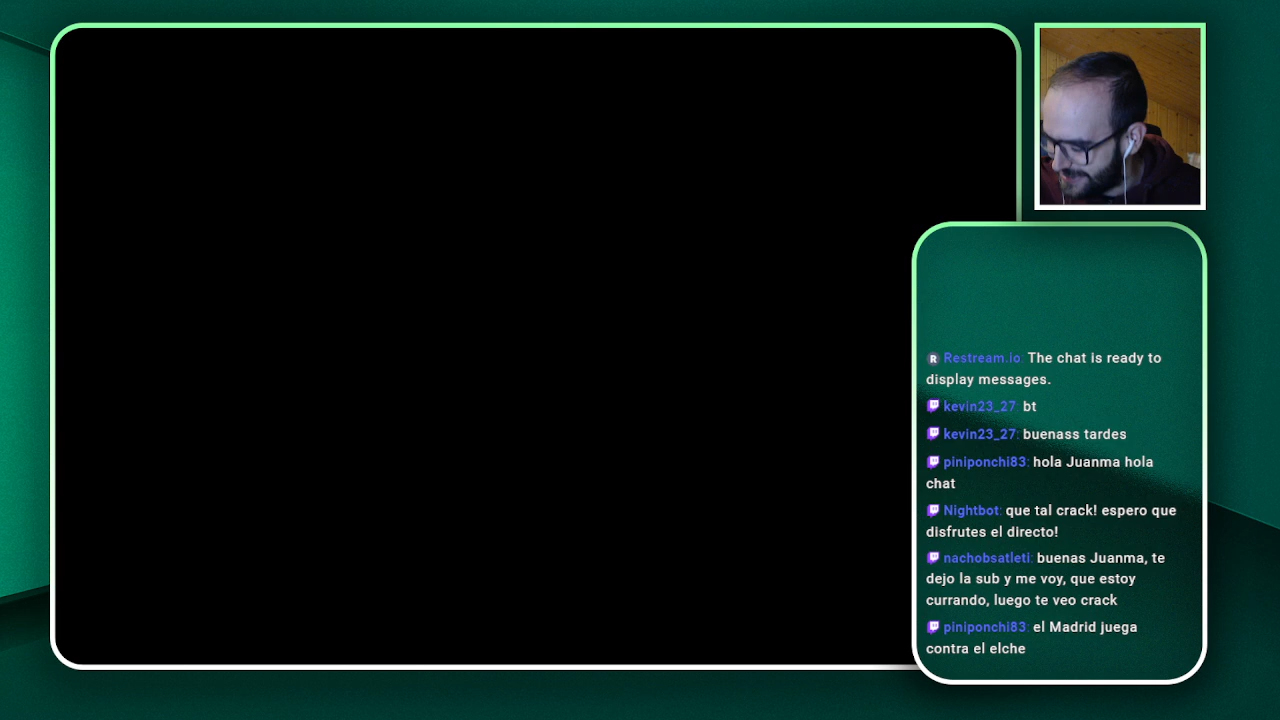 R Restream.io: The chat is ready to
display messages.
kevin23_27: bt
kevin23_27: buenass tardes
piniponchi83: hola Juanma hola
chat
Nightbot: que tal crack! espero que
disfrutes el directo!
nachobsatleti: buenas Juanma, te
dejo la sub y me voy, que estoy
currando, luego te veo crack
piniponchi83: el Madrid juega
contra el elche